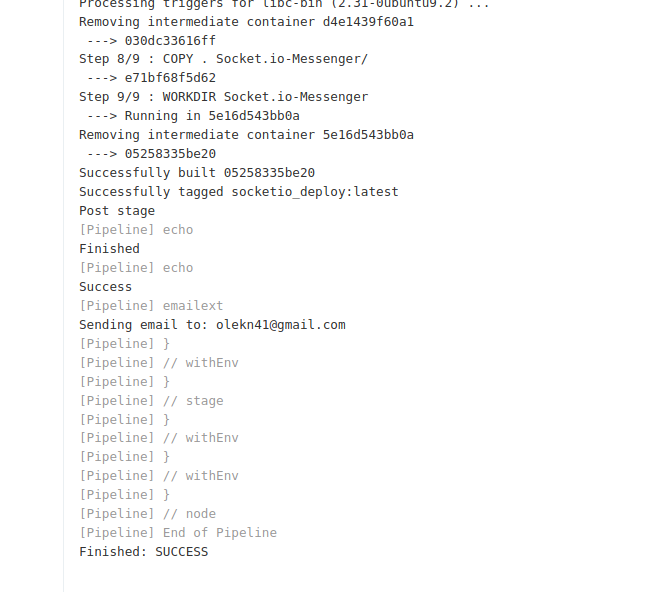 Processing triggers for libc-bin (2.31-0ubuntu9.2) ...
Removing intermediate container d4e1439f60a1
 ---> 030dc33616ff
Step 8/9 : COPY . Socket.io-Messenger/
 ---> e71bf68f5d62
Step 9/9 : WORKDIR Socket.io-Messenger
 ---> Running in 5e16d543bb0a
Removing intermediate container 5e16d543bb0a
 ---> 05258335be20
Successfully built 05258335be20
Successfully tagged socketio_deploy:latest
Post stage
[Pipeline] echo
Finished
[Pipeline] echo
Success
[Pipeline] emailext
Sending email to: olekn41@gmail.com
[Pipeline] }
[Pipeline] // withEnv
[Pipeline] }
[Pipeline] // stage
[Pipeline] }
[Pipeline] // withEnv
[Pipeline] }
[Pipeline] // withEnv
[Pipeline] }
[Pipeline] // node
[Pipeline] End of Pipeline
Finished: SUCCESS